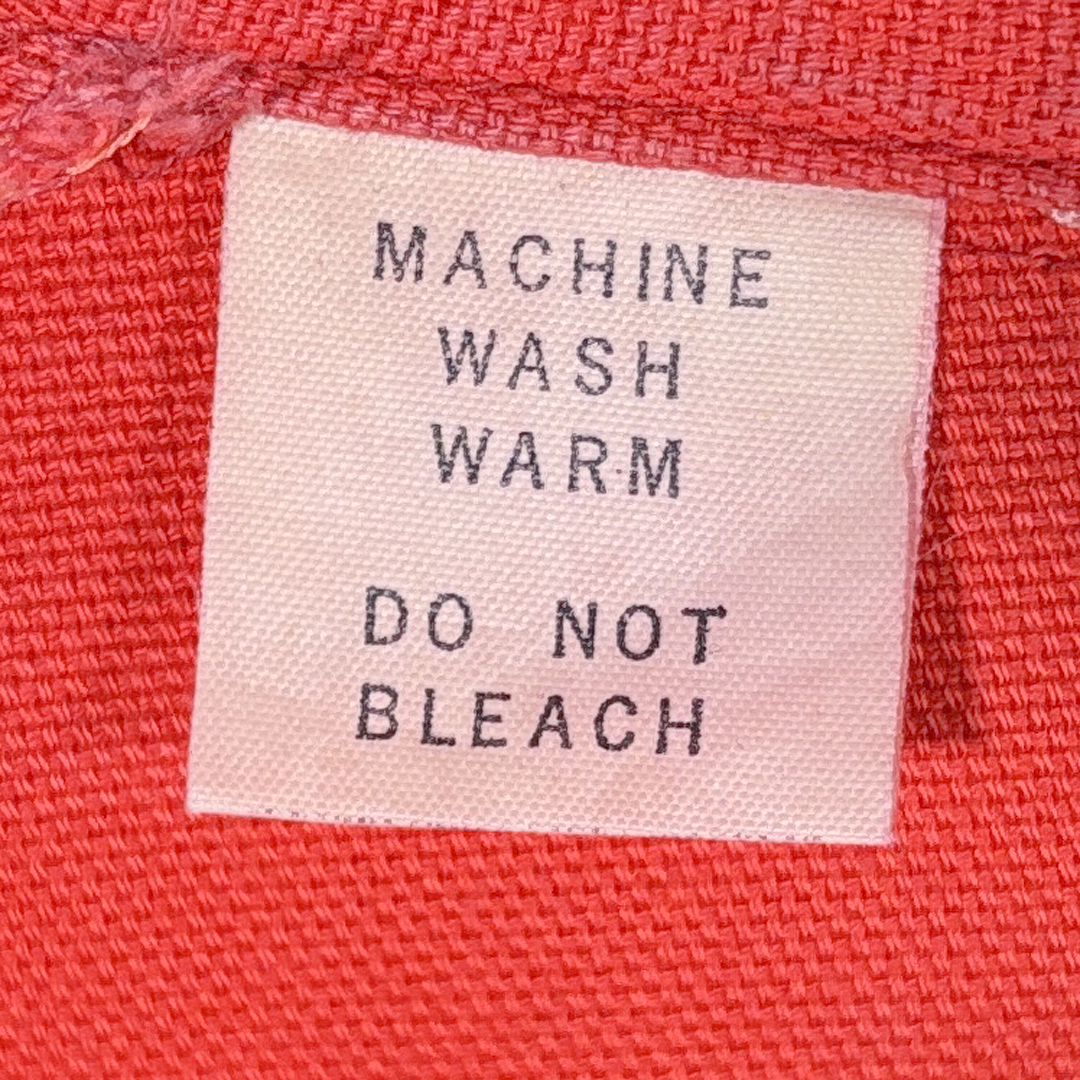 MACHINE
WASH
WARM
DO NOT
BLEACH